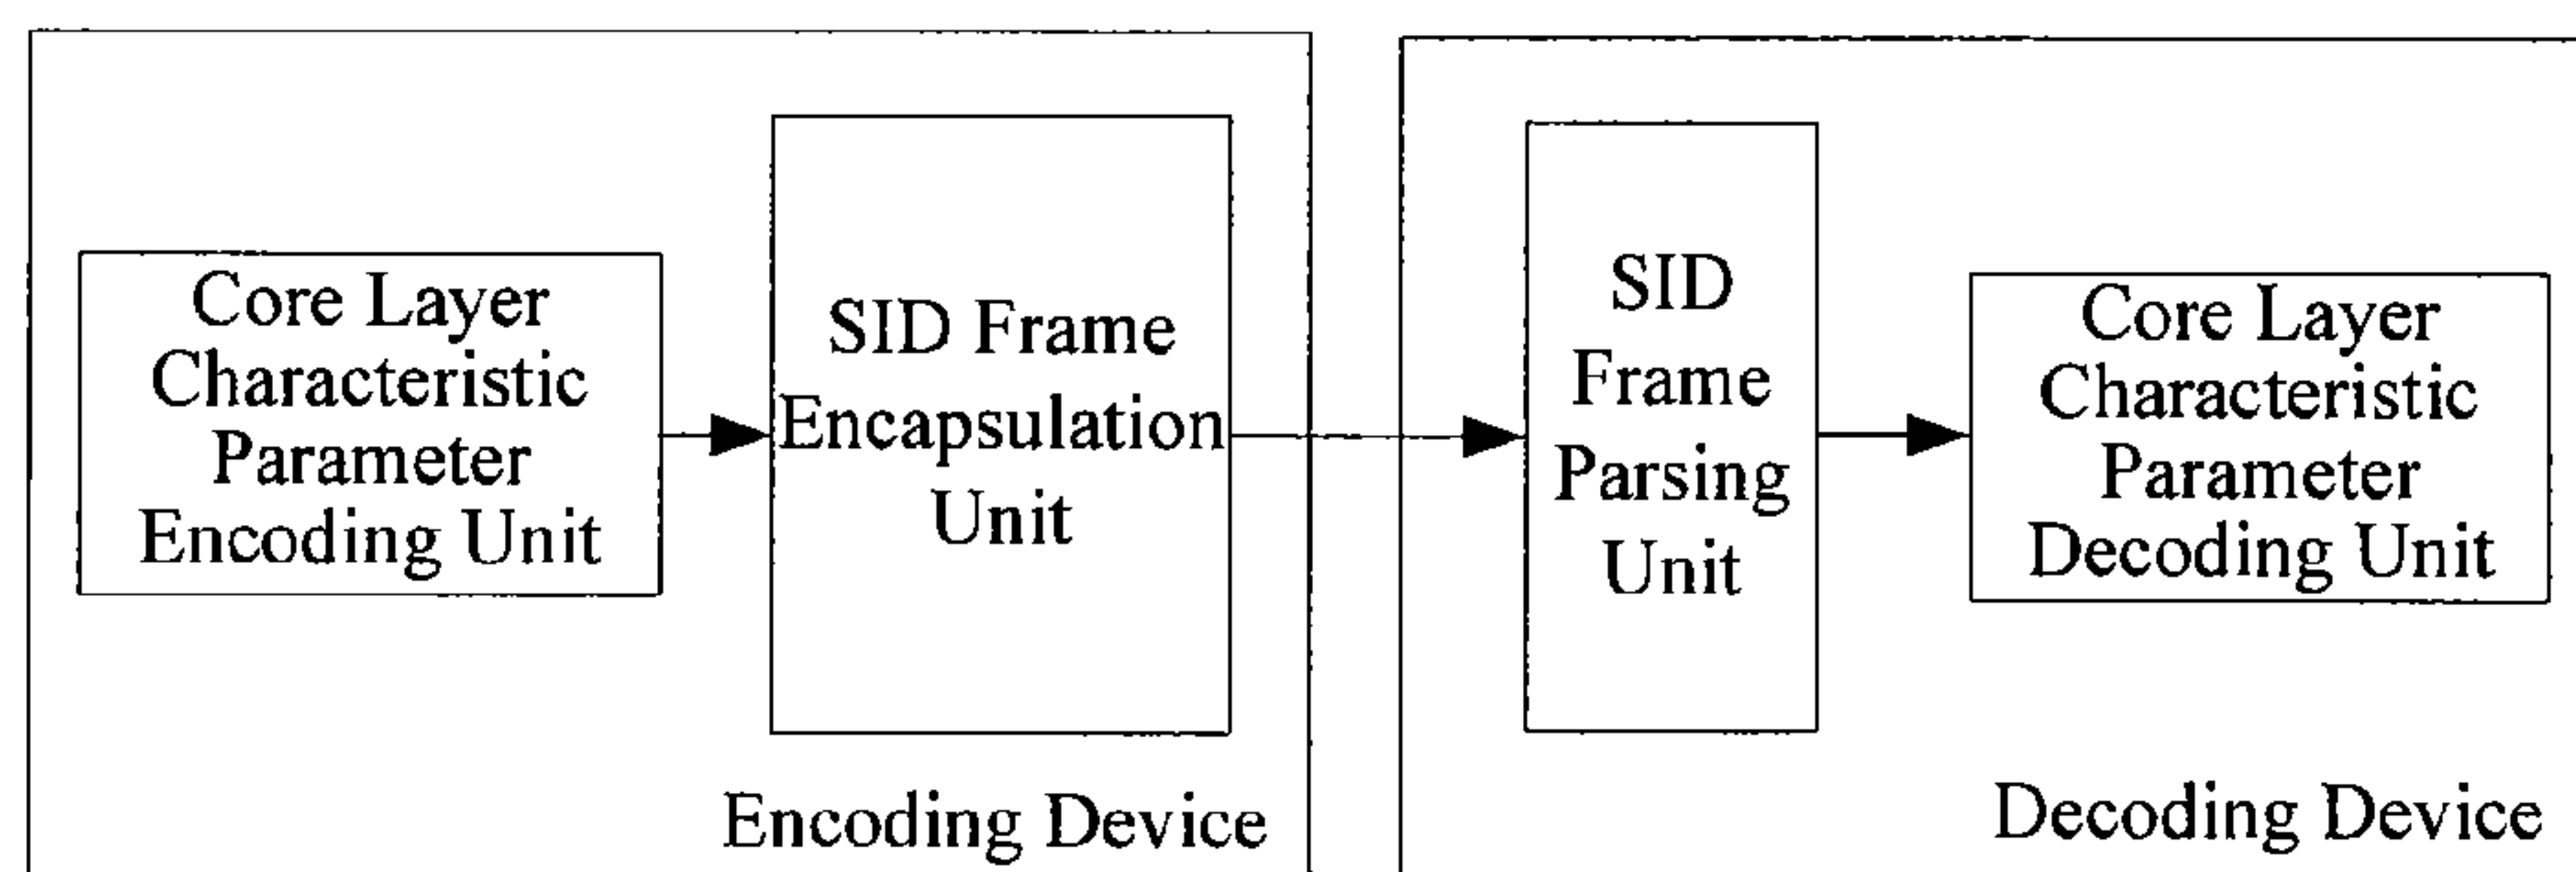 Core Layer
Characteristic
Parameter
Encoding Unit
SID Frame
Encapsulation
Unit
Encoding Device
SID
Frame
Parsing
Unit
Core Layer
Characteristic
Parameter
Decoding Unit
Decoding Device